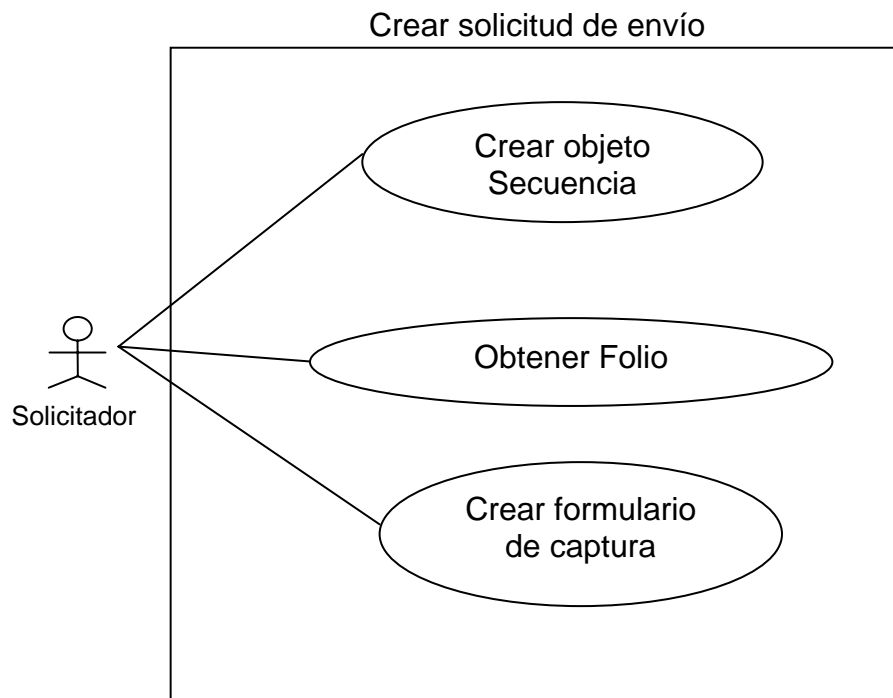 Crear solicitud de envío
Crear objeto
Secuencia
Obtener Folio
Solicitador
Crear formulario
de captura